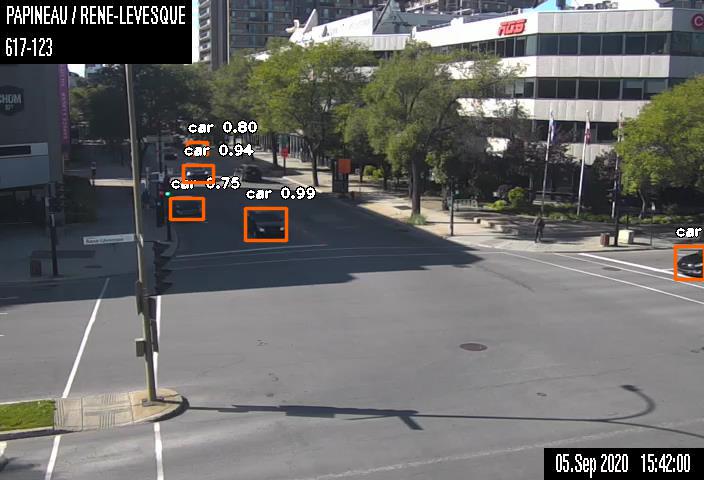 PAPINEAU / RENE-LEVESQUE
617-123
car 0.80
car 0.94
car 0.75
car 0.99
car
CHOM
05.Sep 2020 15:42:00